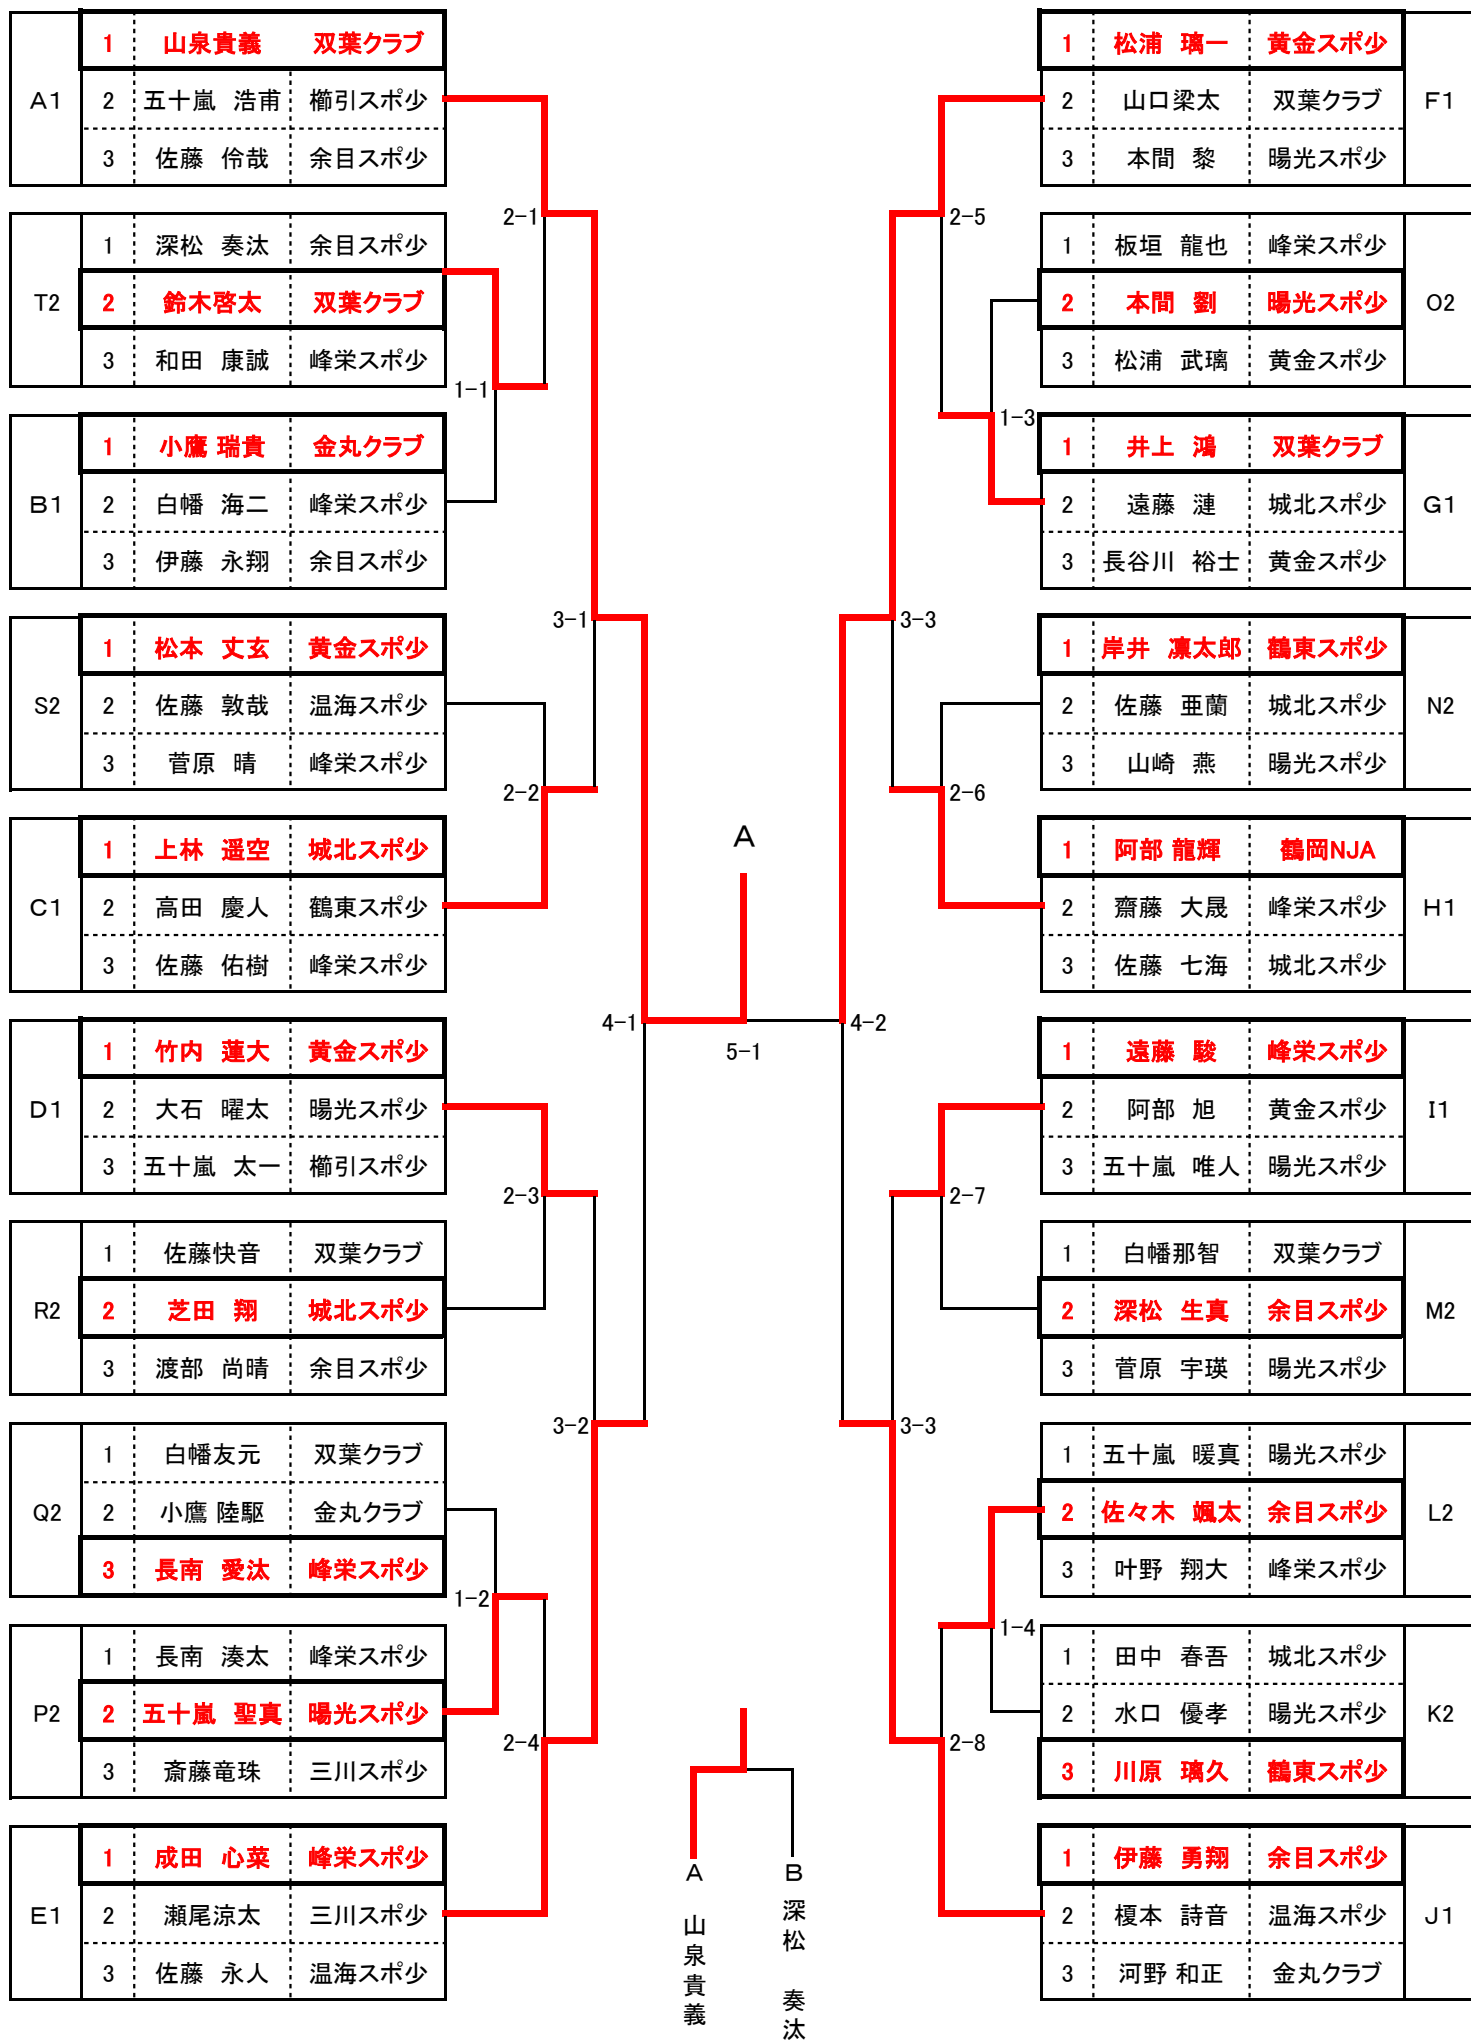 A1
1 山泉貴義 双葉クラブ
2 五十嵐 浩甫 櫛引スポ少
3 佐藤 伶哉 余目スポ少
T2
1 深松 奏汰 余目スポ少
2 鈴木啓太 双葉クラブ
3 和田 康誠 峰栄スポ少
B1
1 小鷹 瑞貴 金丸クラブ
2 白幡 海二 峰栄スポ少
3 伊藤 永翔 余目スポ少
S2
1 松本 丈玄 黄金スポ少
2 佐藤 敦哉 温海スポ少
3 菅原 晴 峰栄スポ少
C1
1 上林 遥空 城北スポ少
2 高田 慶人 鶴東スポ少
3 佐藤 佑樹 峰栄スポ少
D1
1 竹内 蓮大 黄金スポ少
2 大石 曜太 暘光スポ少
3 五十嵐 太一 櫛引スポ少
R2
1 佐藤快音 双葉クラブ
2 芝田 翔 城北スポ少
3 渡部 尚晴 余目スポ少
Q2
1 白幡友元 双葉クラブ
2 小鷹 陸駆 金丸クラブ
3 長南 愛汰 峰栄スポ少
P2
1 長南 湊太 峰栄スポ少
2 五十嵐 聖真 暘光スポ少
3 斎藤竜珠 三川スポ少
E1
1 成田 心菜 峰栄スポ少
2 瀬尾涼太 三川スポ少
3 佐藤 永人 温海スポ少
2-1
1-1
3-1
2-2
4-1
2-3
3-2
1-2
2-4
A
5-1
A 山泉貴義
B 深松 奏汰
2-5
1-3
3-3
2-6
4-2
2-7
3-3
1-4
2-8
1 松浦 璃一 黄金スポ少
2 山口梁太 双葉クラブ
3 本間 黎 暘光スポ少
F1
1 板垣 龍也 峰栄スポ少
2 本間 劉 暘光スポ少
3 松浦 武璃 黄金スポ少
O2
1 井上 鴻 双葉クラブ
2 遠藤 漣 城北スポ少
3 長谷川 裕士 黄金スポ少
G1
1 岸井 凛太郎 鶴東スポ少
2 佐藤 亜蘭 城北スポ少
3 山崎 燕 暘光スポ少
N2
1 阿部 龍輝 鶴岡NJA
2 齋藤 大晟 峰栄スポ少
3 佐藤 七海 城北スポ少
H1
1 遠藤 駿 峰栄スポ少
2 阿部 旭 黄金スポ少
3 五十嵐 唯人 暘光スポ少
I1
1 白幡那智 双葉クラブ
2 深松 生真 余目スポ少
3 菅原 宇瑛 暘光スポ少
M2
1 五十嵐 暖真 暘光スポ少
2 佐々木 颯太 余目スポ少
3 叶野 翔大 峰栄スポ少
L2
1 田中 春吾 城北スポ少
2 水口 優孝 暘光スポ少
3 川原 璃久 鶴東スポ少
K2
1 伊藤 勇翔 余目スポ少
2 榎本 詩音 温海スポ少
3 河野 和正 金丸クラブ
J1